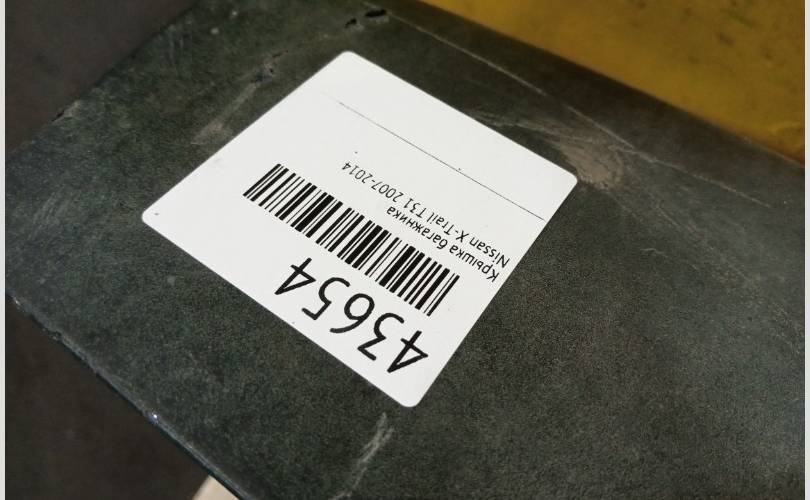 43654
Крышка багажника
Nissan X-Trail T31 2007-2014